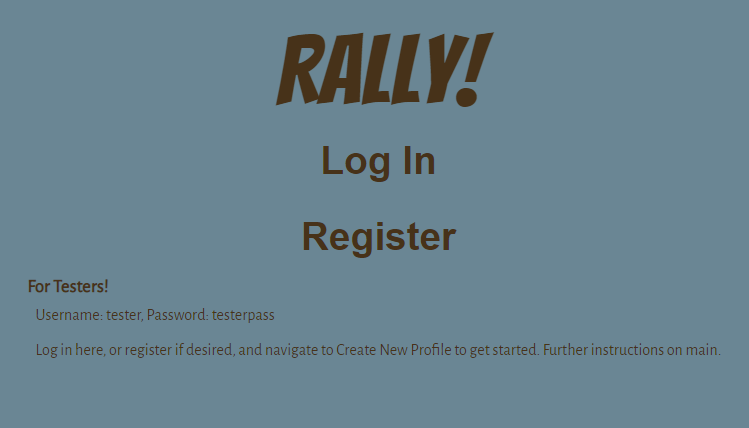 RALLY!
Log In
Register
For Testers!
Username: tester, Password: testerpass
Log in here, or register if desired, and navigate to Create New Profile to get started. Further instructions on main.